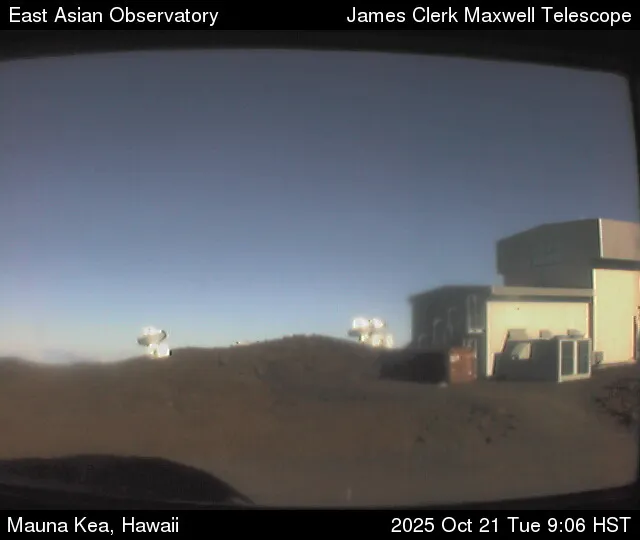 East Asian Observatory
James Clerk Maxwell Telescope
Mauna Kea, Hawaii
2025 Oct 21 Tue 9:06 HST